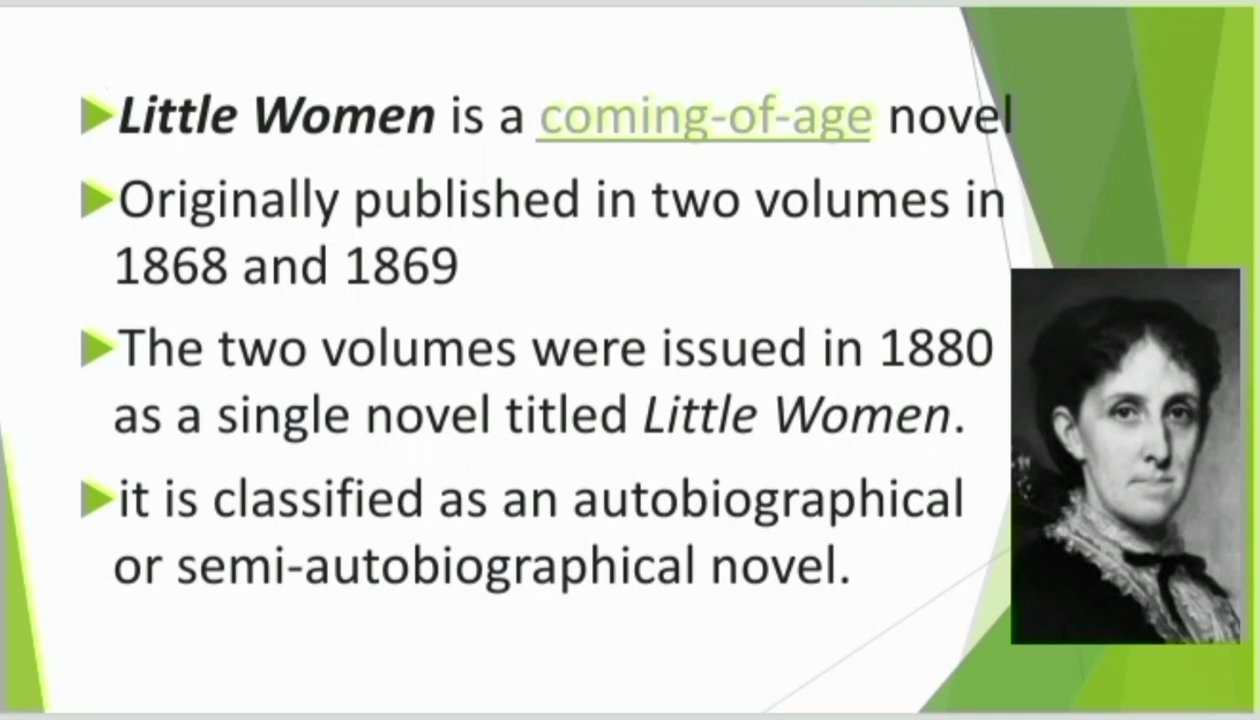 Little Women is a coming-of-age novel
Originally published in two volumes in
1868 and 1869
The two volumes were issued in 1880
as a single novel titled Little Women.
it is classified as an autobiographical
or semi-autobiographical novel.